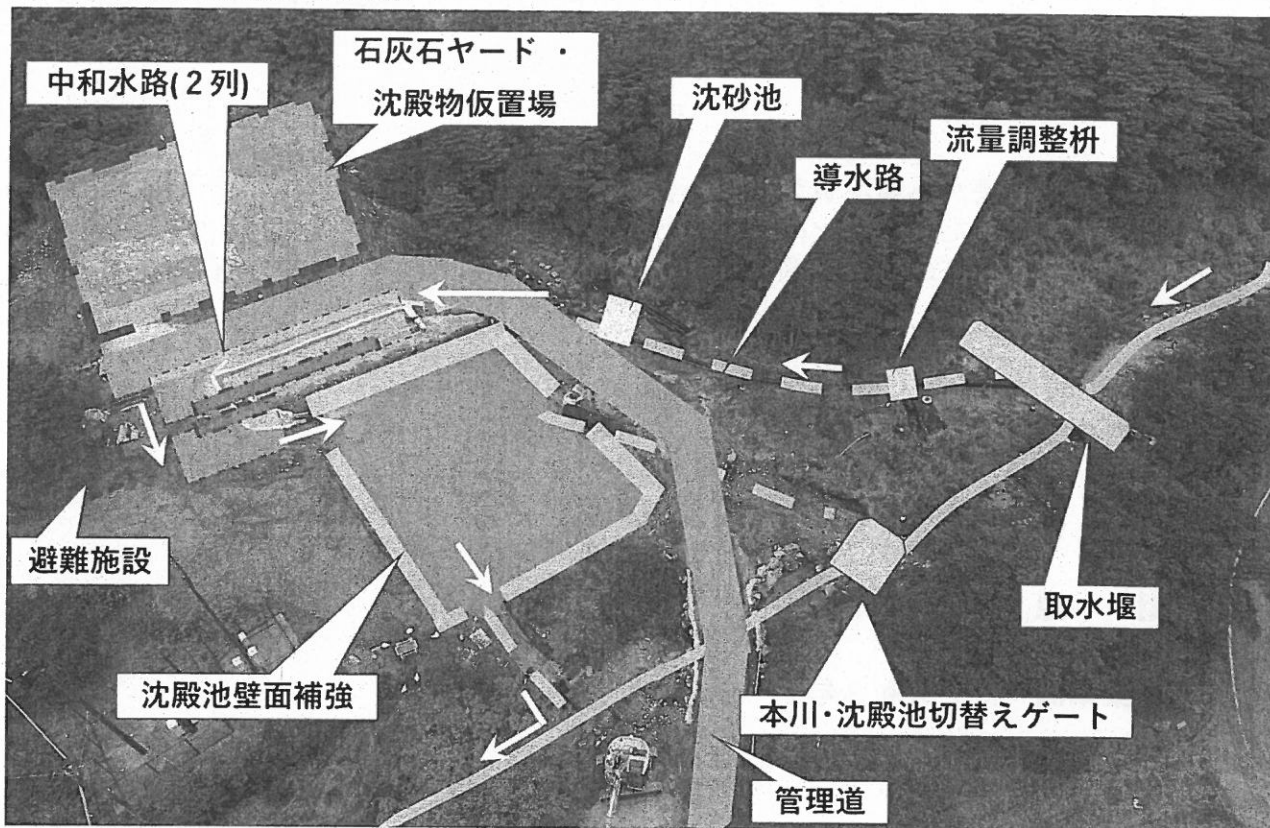 石灰石ヤード ・
沈殿物仮置場
中和水路(２列)
沈砂池
流量調整枡
導水路
避難施設
取水堰
沈殿池壁面補強
本川・沈殿池切替えゲート
管理道